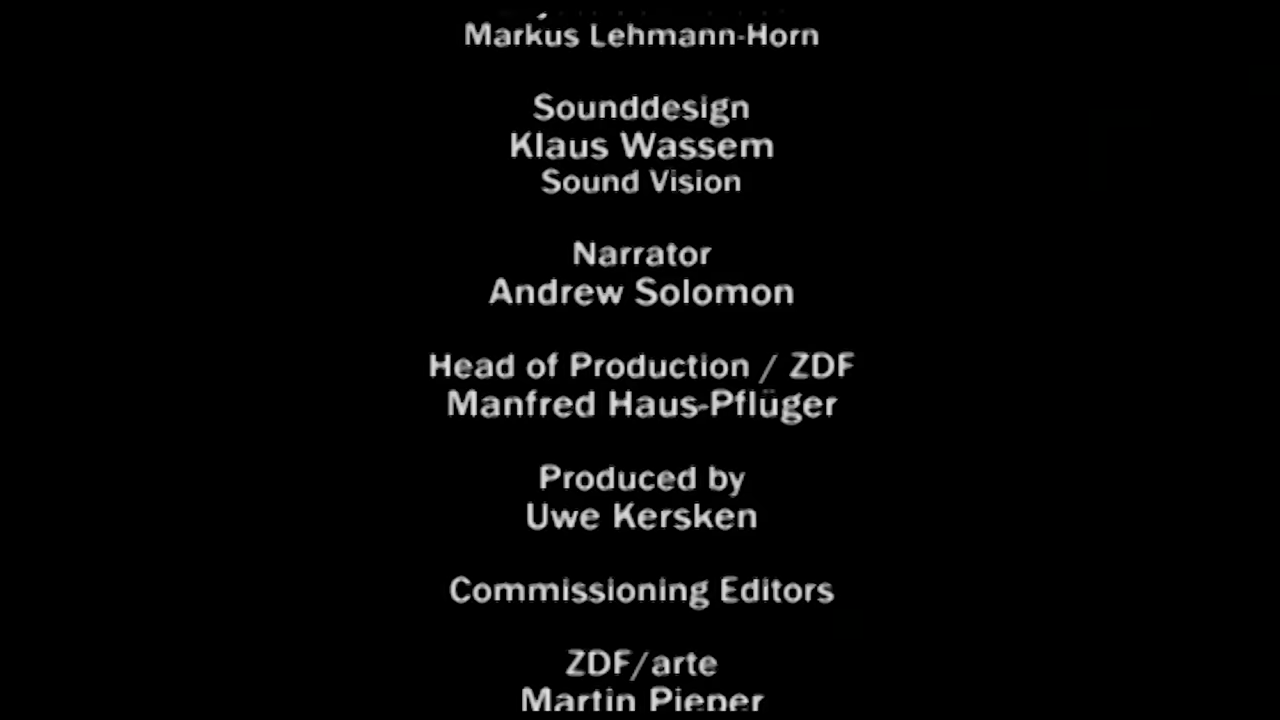 Markus Lehmann-Horn
Sounddesign
Klaus Wassem
Sound Vision
Narrator
Andrew Solomon
Head of Production / ZDF
Manfred Haus-Pflüger
Produced by
Uwe Kersken
Commissioning Editors
ZDF/arte
Martin Pieper